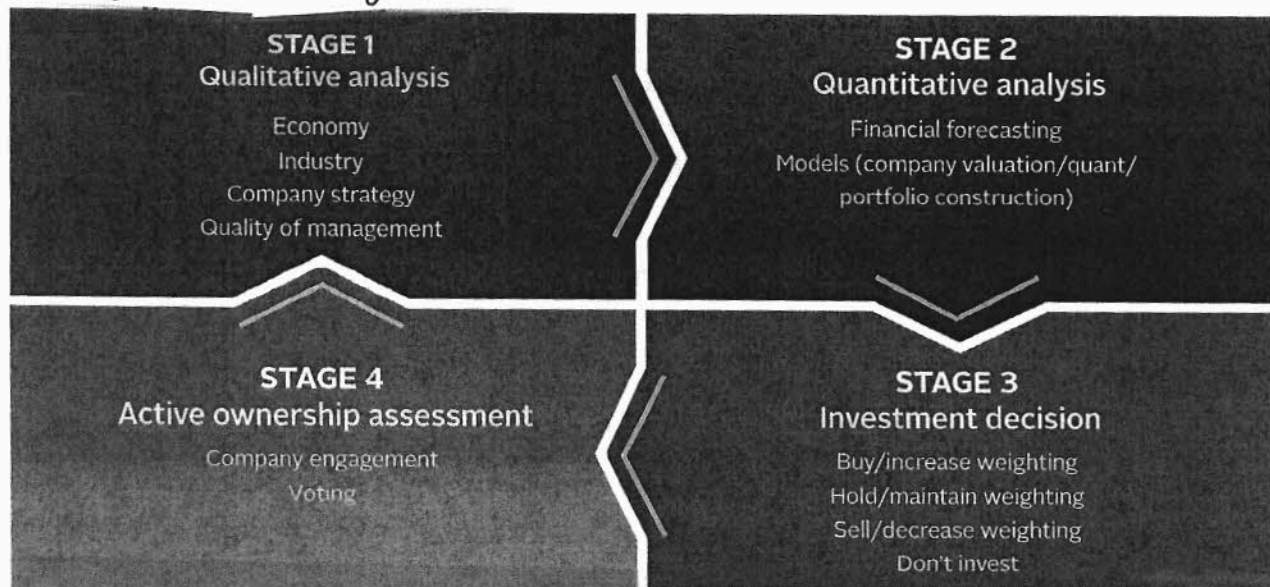 STAGE 1
Qualitative analysis
Economy
Industry
Company strategy
Quality of management
STAGE 2
Quantitative analysis
Financial forecasting
Models (company valuation/quant/
portfolio construction)
STAGE 4
Active ownership assessment
Company engagement
Voting
STAGE 3
Investment decision
Buy/increase weighting
Hold/maintain weighting
Sell/decrease weighting
Don't invest